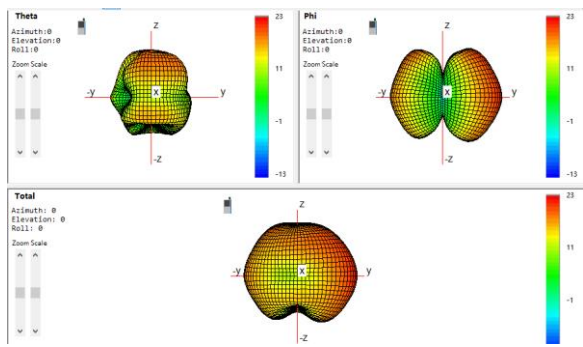 Theta
Azimuth:0
Elevation:0
Roll:0
Zoom Scale
z
-y
x
y
-z
23
11
-1
-13
Phi
Azimuth:0
Elevation:0
Roll:0
Zoom Scale
z
-y
x
y
-z
23
11
-1
-13
Total
Azimuth: 0
Elevation: 0
Roll: 0
Zoom Scale
z
-y
x
y
-z
23
11
-1